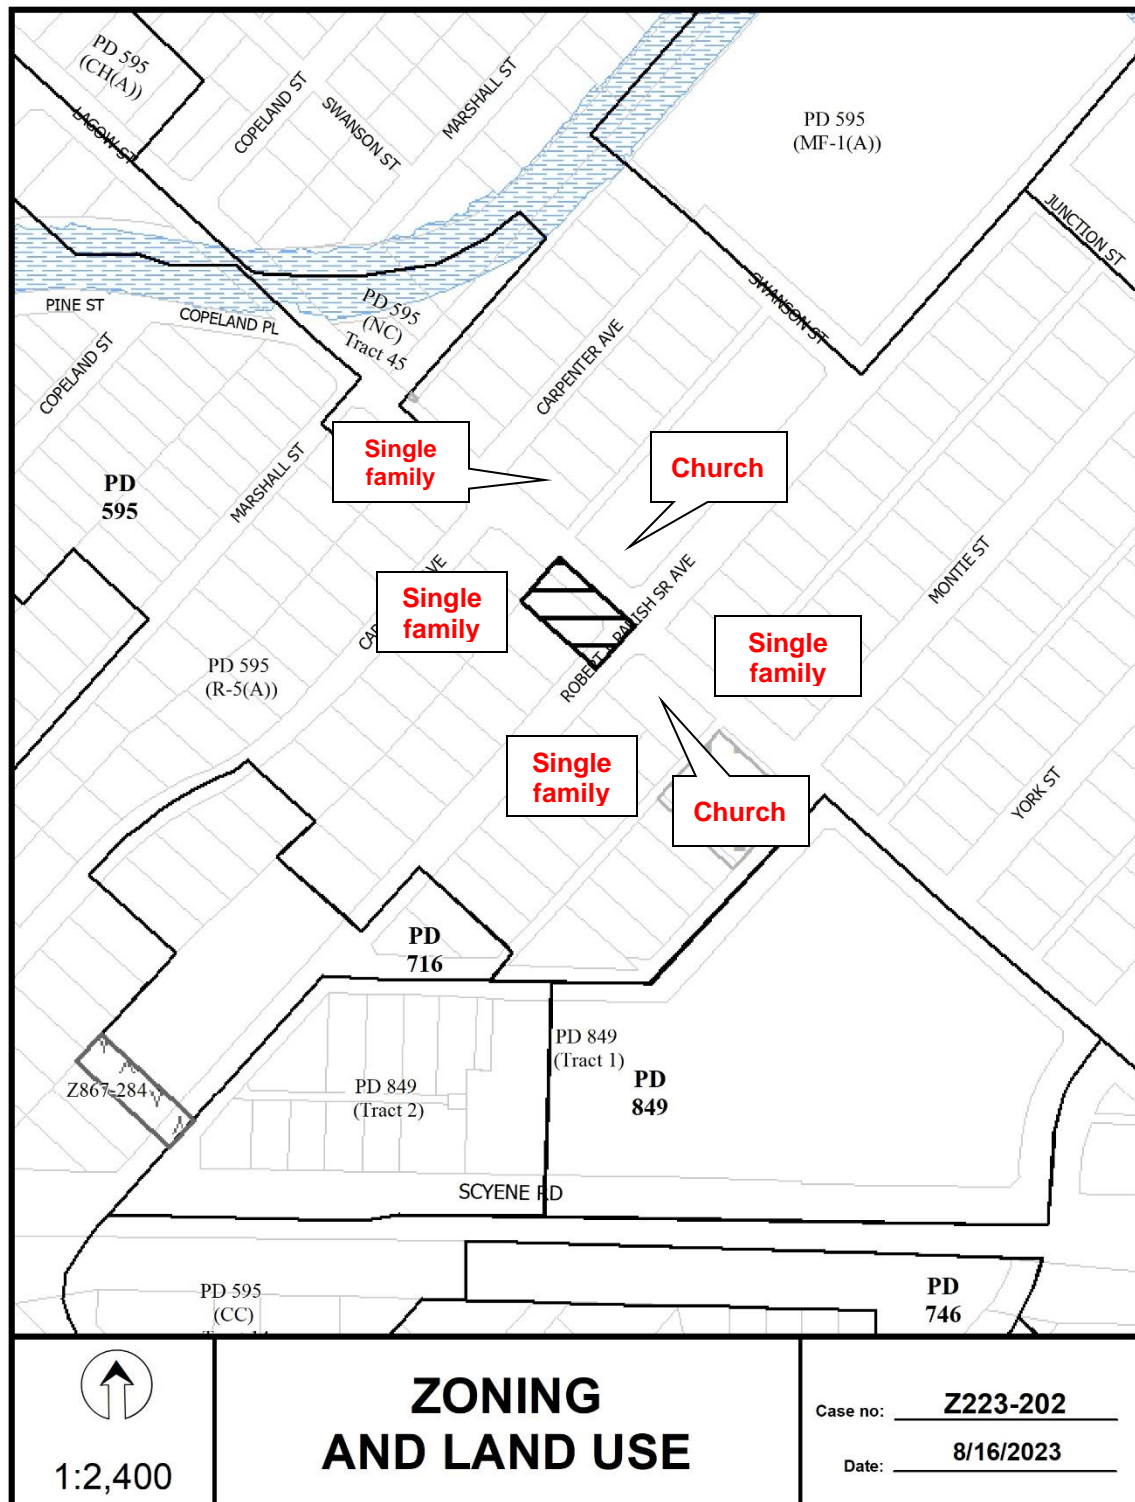 PD 595
(CH(A))
LAGOW ST
COPELAND ST
SWANSON ST
MARSHALL ST
PD 595
(MF-1(A))
JUNCTION ST
SWANSON ST
PINE ST
COPELAND PL
PD 595
(NC)
Tract 45
COPELAND ST
CARPENTER AVE
MARSHALL ST
Single
family
Church
PD
595
MONTIE ST
Single
family
ROBERT
PARISH SR AVE
Single
family
PD 595
(R-5(A))
Single
family
Church
YORK ST
PD
716
PD 849
(Tract 1)
PD
849
PD 849
(Tract 2)
Z867-284
SCYENE RD
PD 595
(CC)
PD
746
1:2,400
ZONING
AND LAND USE
Case no: Z223-202
Date: 8/16/2023